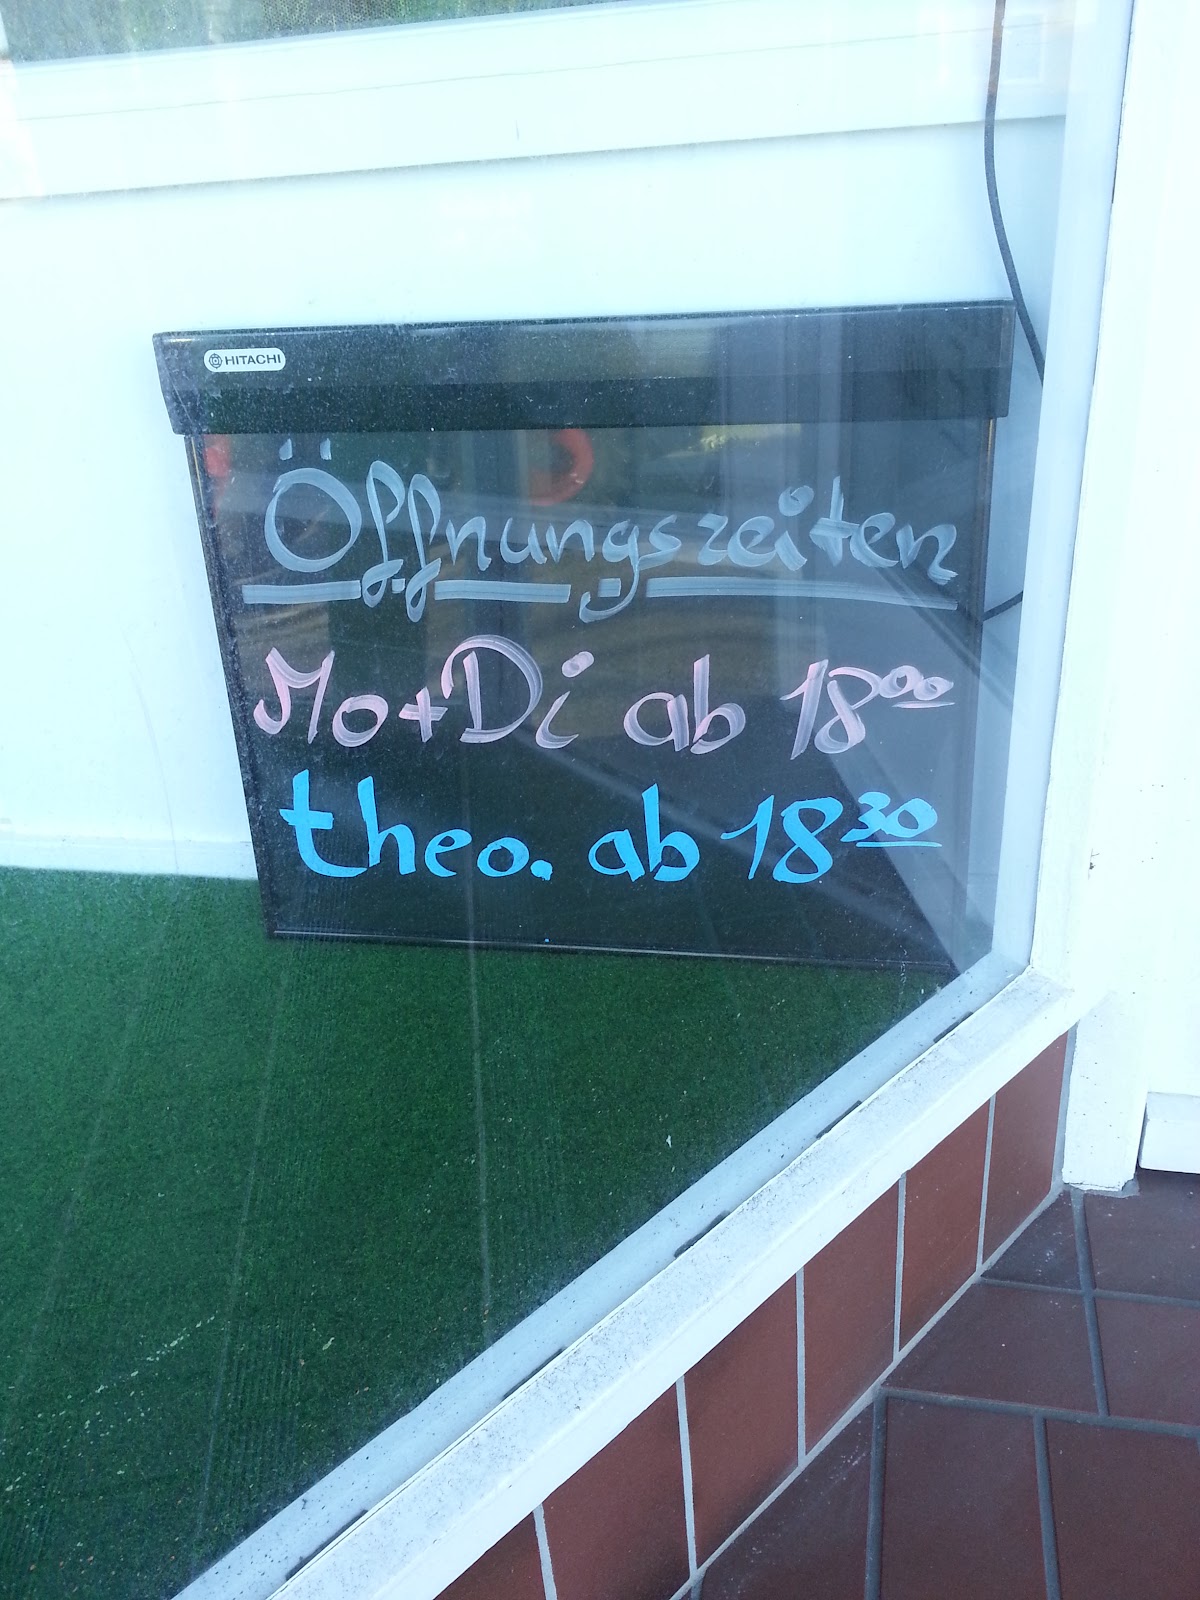 HITACHI
Öffnungszeiten
Mo+Di ab 18⁰⁰
theo. ab 18³⁰